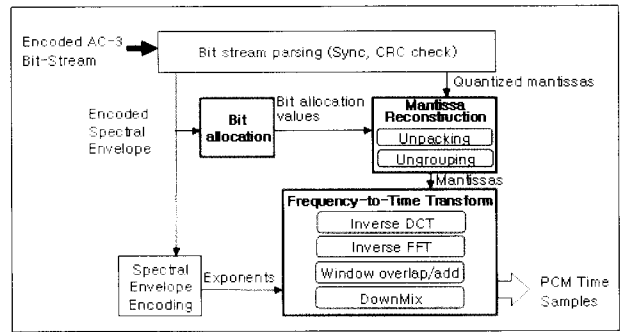 Encoded AC-3
Bit-Stream
Bit stream parsing (Sync, CRC check)
Quantized mantissas
Encoded
Spectral
Envelope
Bit
allocation
Bit allocation
values
Mantissa
Reconstruction
Unpacking
Ungrouping
Mantissas
Frequency-to-Time Transform
Inverse DCT
Inverse FFT
Window overlap/add
DownMix
Spectral
Envelope
Encoding
Exponents
PCM Time
Samples